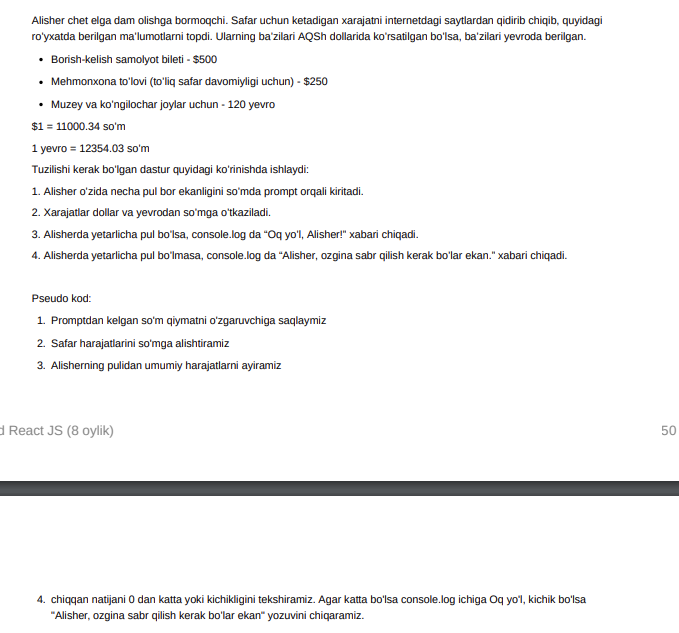 Alisher chet elga dam olishga bormoqchi. Safar uchun ketadigan xarajatni internetdagi saytlardan qidirib chiqib, quyidagi
ro'yxatda berilgan ma'lumotlarni topdi. Ularning ba'zilari AQSh dollarida ko'rsatilgan bo'lsa, ba'zilari yevroda berilgan.
• Borish-kelish samolyot bileti - $500
• Mehmonxona to'lovi (to'liq safar davomiyligi uchun) - $250
• Muzey va ko'ngilochar joylar uchun - 120 yevro
$1 = 11000.34 so'm
1 yevro = 12354.03 so'm
Tuzilishi kerak bo'lgan dastur quyidagi ko'rinishda ishlaydi:
1. Alisher o'zida necha pul bor ekanligini so'mda prompt orqali kiritadi.
2. Xarajatlar dollar va yevrodan so'mga o'tkaziladi.
3. Alisherda yetarlicha pul bo'lsa, console.log da “Oq yo'l, Alisher!” xabari chiqadi.
4. Alisherda yetarlicha pul bo'lmasa, console.log da “Alisher, ozgina sabr qilish kerak bo'lar ekan.” xabari chiqadi.
Pseudo kod:
1. Promptdan kelgan so'm qiymatni o'zgaruvchiga saqlaymiz
2. Safar harajatlarini so'mga alishtiramiz
3. Alisherning pulidan umumiy harajatlarni ayiramiz
d React JS (8 oylik) 50
4. chiqqan natijani 0 dan katta yoki kichikligini tekshiramiz. Agar katta bo'lsa console.log ichiga Oq yo'l, kichik bo'lsa
"Alisher, ozgina sabr qilish kerak bo'lar ekan" yozuvini chiqaramiz.